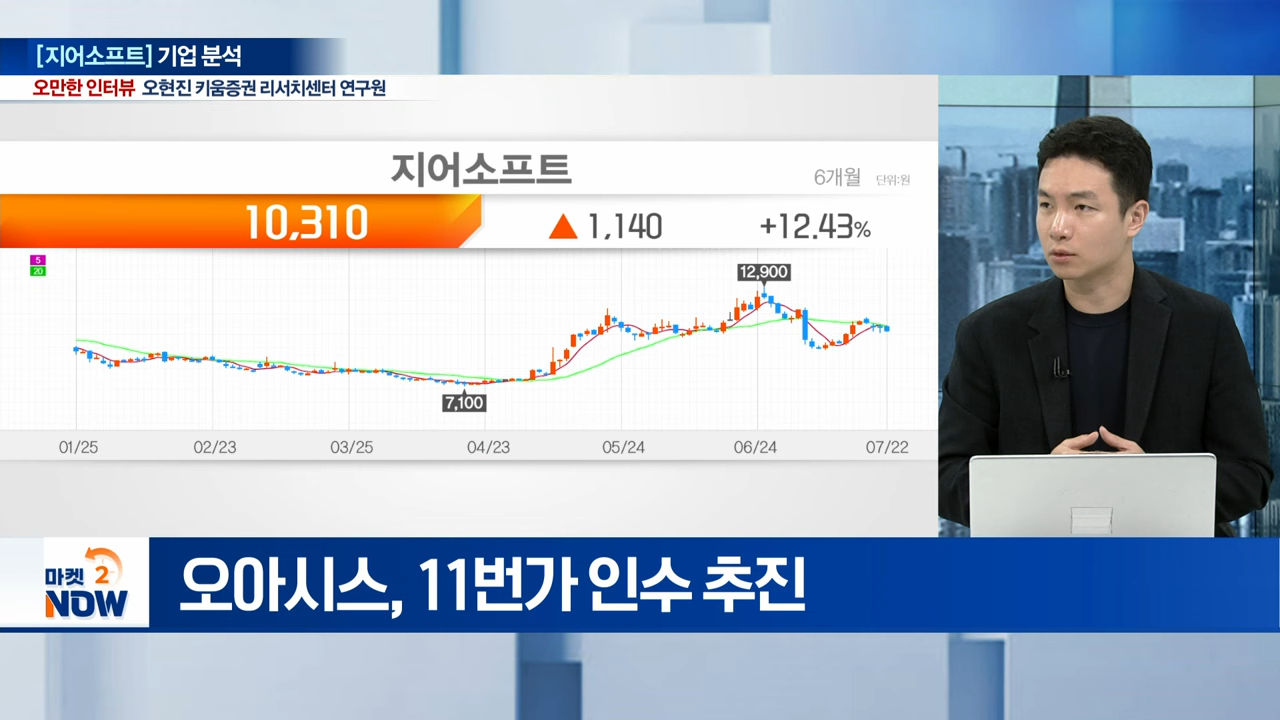 [지어소프트] 기업 분석
오만한 인터뷰 오현진 키움증권 리서치센터 연구원
지어소프트
6개월 단위:원
10,310 ▲ 1,140 +12.43%
5
20
12,900
7,100
01/25 02/23 03/25 04/23 05/24 06/24 07/22
마켓 2
NOW
오아시스, 11번가 인수 추진